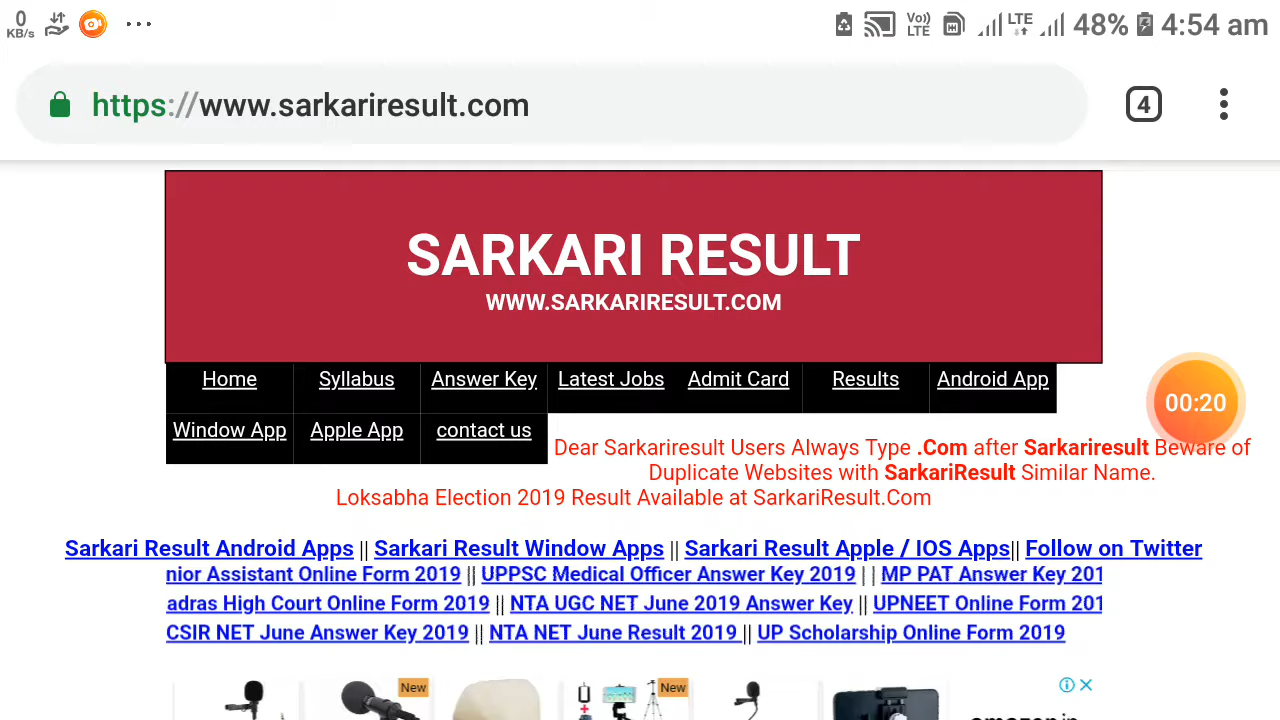 0
KB/s
Vo)) LTE
LTE
48%
4:54 am
https://www.sarkariresult.com
4
SARKARI RESULT
WWW.SARKARIRESULT.COM
Home Syllabus Answer Key Latest Jobs Admit Card Results Android App
00:20
Window App Apple App contact us
Dear Sarkariresult Users Always Type .Com after Sarkariresult Beware of
Duplicate Websites with SarkariResult Similar Name.
Loksabha Election 2019 Result Available at SarkariResult.Com
Sarkari Result Android Apps || Sarkari Result Window Apps || Sarkari Result Apple / IOS Apps|| Follow on Twitter
nior Assistant Online Form 2019 || UPPSC Medical Officer Answer Key 2019 | | MP PAT Answer Key 201
adras High Court Online Form 2019 || NTA UGC NET June 2019 Answer Key || UPNEET Online Form 201
CSIR NET June Answer Key 2019 || NTA NET June Result 2019 || UP Scholarship Online Form 2019
New
New
amazon.in